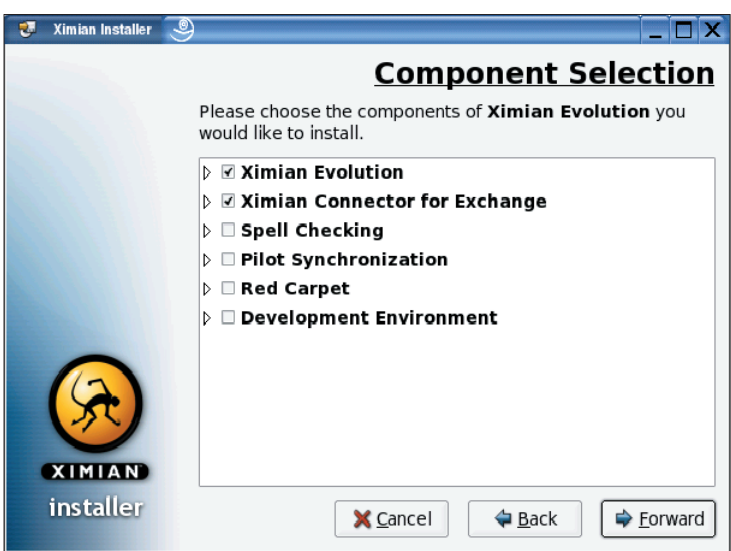 Ximian Installer
Component Selection
Please choose the components of Ximian Evolution you
would like to install.
Ximian Evolution
Ximian Connector for Exchange
Spell Checking
Pilot Synchronization
Red Carpet
Development Environment
XIMIAN
installer
Cancel
Back
Forward